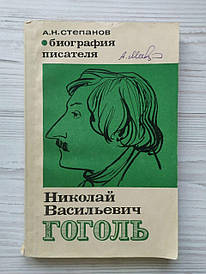 А.Н.СТЕПАНОВ
биография
писателя
Николай
Васильевич
ГОГОЛЬ